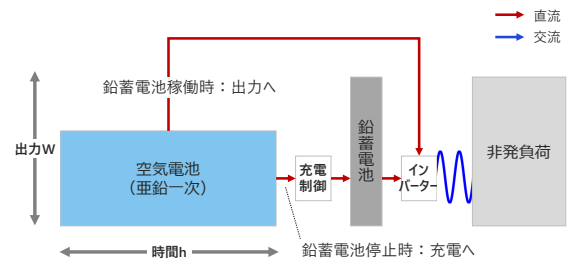 直流
交流
鉛蓄電池稼働時：出力へ
出力W
空気電池
（亜鉛一次）
充電
制御
鉛蓄電池
イン
バーター
非発負荷
時間h
鉛蓄電池停止時：充電へ